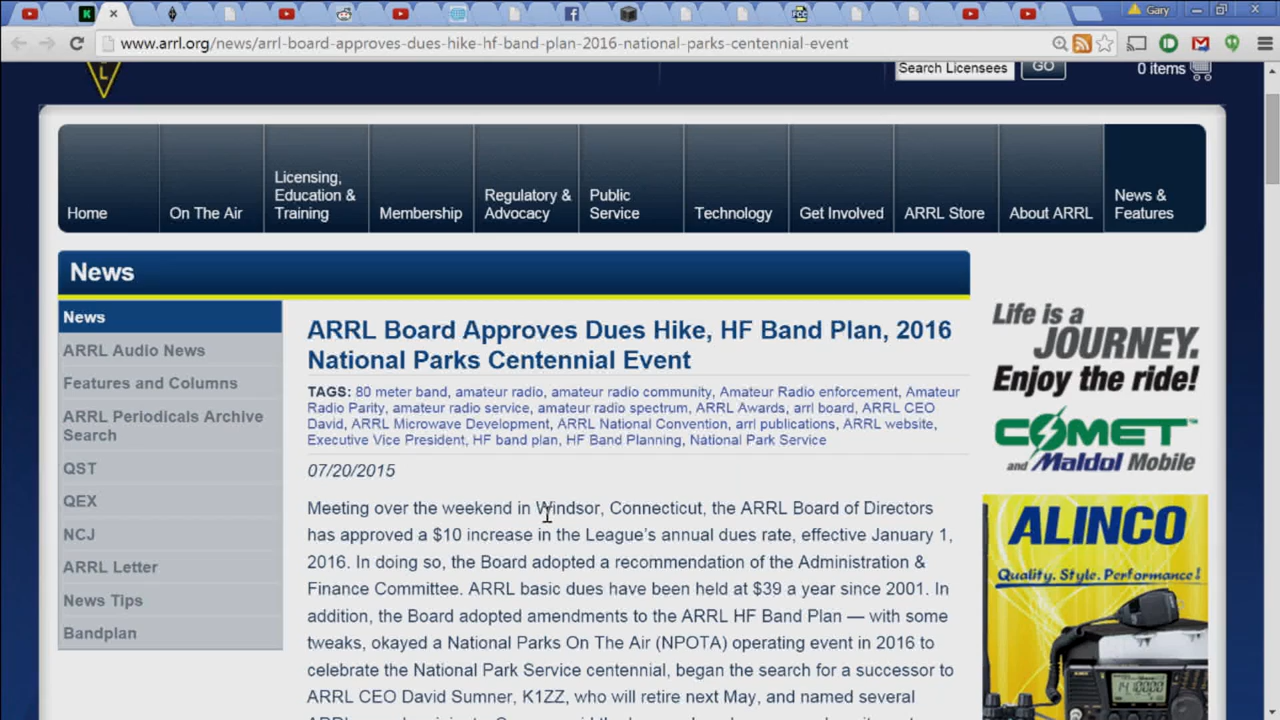 Gary
www.arrl.org/news/arrl-board-approves-dues-hike-hf-band-plan-2016-national-parks-centennial-event
L
Search Licensees GO 0 items
Home
On The Air
Licensing,
Education &
Training
Membership
Regulatory &
Advocacy
Public
Service
Technology
Get Involved
ARRL Store
About ARRL
News &
Features
News
News
ARRL Audio News
Features and Columns
ARRL Periodicals Archive
Search
QST
QEX
NCJ
ARRL Letter
News Tips
Bandplan
ARRL Board Approves Dues Hike, HF Band Plan, 2016
National Parks Centennial Event
TAGS: 80 meter band, amateur radio, amateur radio community, Amateur Radio enforcement, Amateur
Radio Parity, amateur radio service, amateur radio spectrum, ARRL Awards, arrl board, ARRL CEO
David, ARRL Microwave Development, ARRL National Convention, arrl publications, ARRL website,
Executive Vice President, HF band plan, HF Band Planning, National Park Service
07/20/2015
Meeting over the weekend in Windsor, Connecticut, the ARRL Board of Directors
has approved a $10 increase in the League's annual dues rate, effective January 1,
2016. In doing so, the Board adopted a recommendation of the Administration &
Finance Committee. ARRL basic dues have been held at $39 a year since 2001. In
addition, the Board adopted amendments to the ARRL HF Band Plan — with some
tweaks, okayed a National Parks On The Air (NPOTA) operating event in 2016 to
celebrate the National Park Service centennial, began the search for a successor to
ARRL CEO David Sumner, K1ZZ, who will retire next May, and named several
Life is a
JOURNEY.
Enjoy the ride!
COMET™
and Maldol Mobile
ALINCO
Quality. Style. Performance!